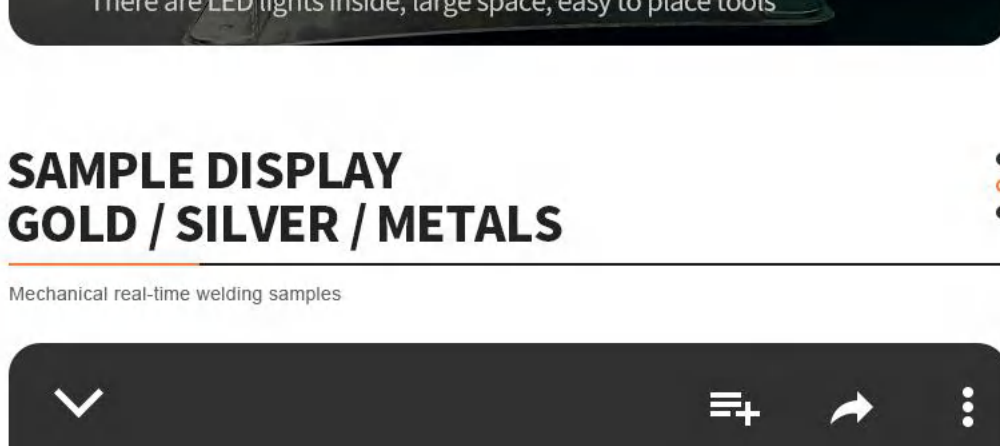 There are LED lights inside, large space, easy to place tools
SAMPLE DISPLAY
GOLD / SILVER / METALS
Mechanical real-time welding samples